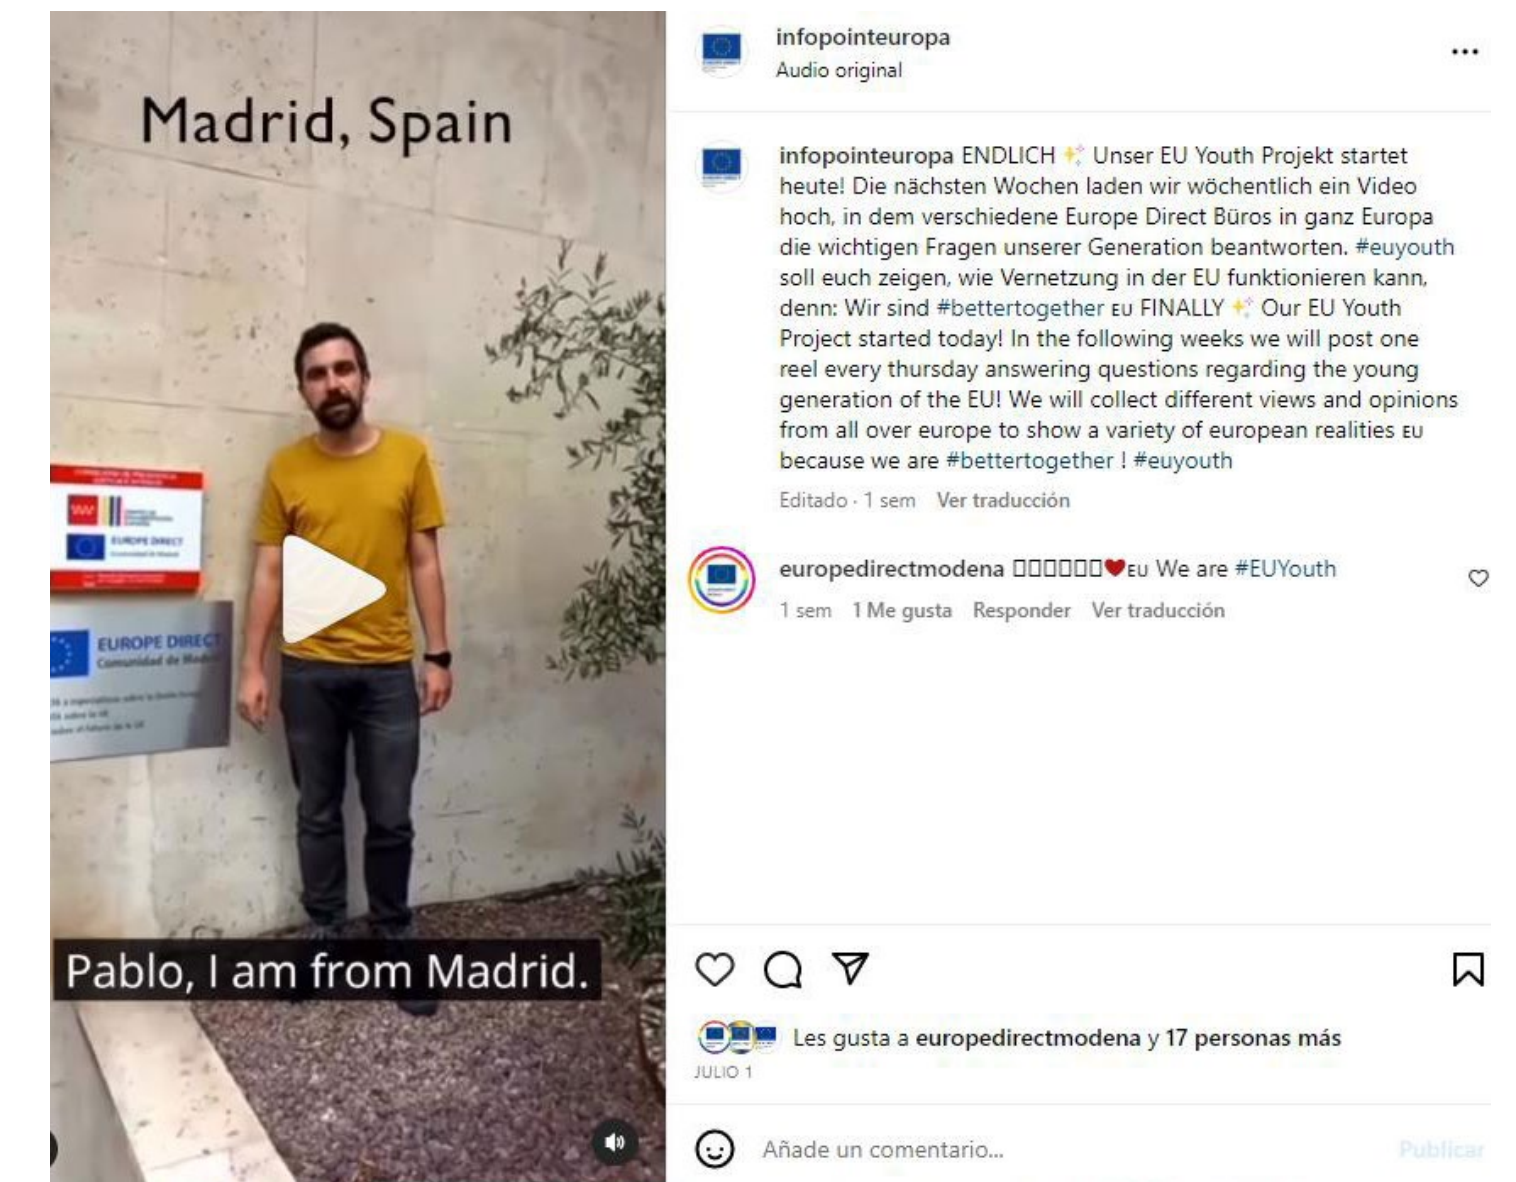 Madrid, Spain
EUROPE DIRECT
EUROPE DIRECT
Comunidad de Madrid
Pablo, I am from Madrid.
infopointeuropa
Audio original
infopointeuropa ENDLICH ✨ Unser EU Youth Projekt startet
heute! Die nächsten Wochen laden wir wöchentlich ein Video
hoch, in dem verschiedene Europe Direct Büros in ganz Europa
die wichtigen Fragen unserer Generation beantworten. #euyouth
soll euch zeigen, wie Vernetzung in der EU funktionieren kann,
denn: Wir sind #bettertogether EU FINALLY ✨ Our EU Youth
Project started today! In the following weeks we will post one
reel every thursday answering questions regarding the young
generation of the EU! We will collect different views and opinions
from all over europe to show a variety of european realities EU
because we are #bettertogether ! #euyouth
Editado · 1 sem Ver traducción
europedirectmodena □□□□□□❤EU We are #EUYouth
1 sem 1 Me gusta Responder Ver traducción
Les gusta a europedirectmodena y 17 personas más
JULIO 1
Añade un comentario...
Publicar